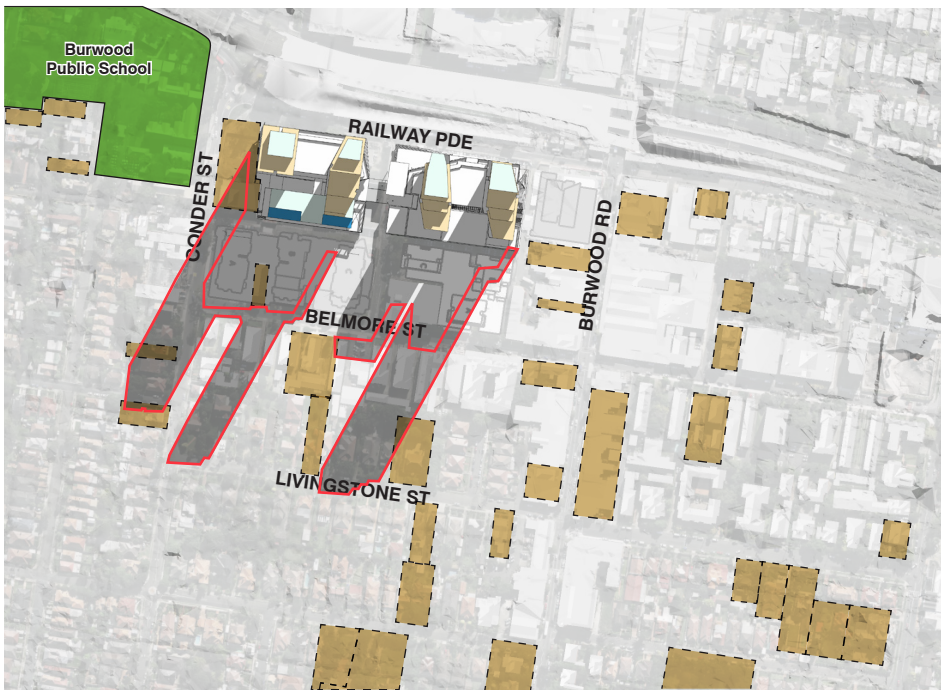 Burwood
Public School
RAILWAY PDE
CONDER ST
BURWOOD RD
BELMORE ST
LIVINGSTONE ST